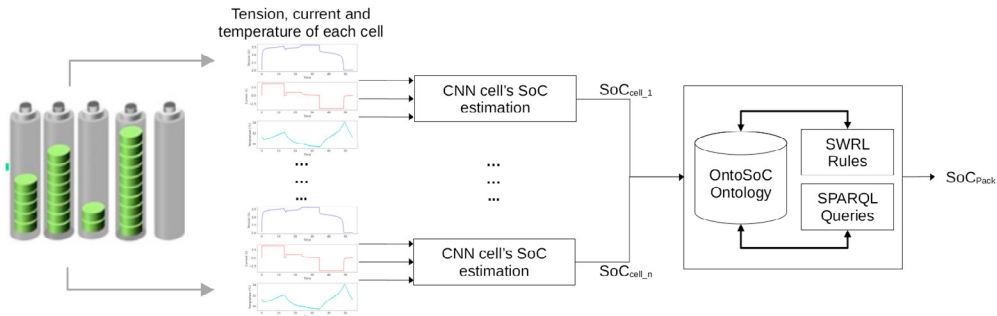 Tension, current and
temperature of each cell
CNN cell's SoC
estimation
SoCcell_1
...
...
...
...
...
...
CNN cell's SoC
estimation
SoCcell_n
OntoSoC
Ontology
SWRL
Rules
SPARQL
Queries
SoCPack